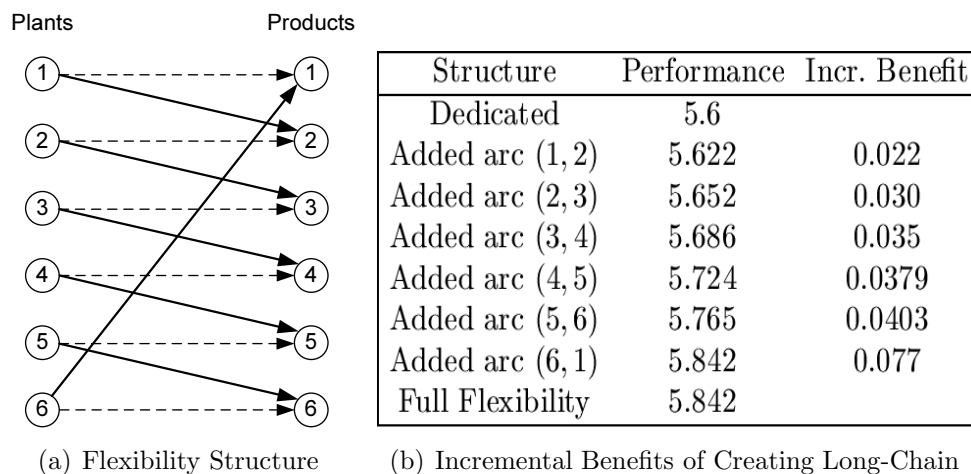 Plants Products
1 1
2 2
3 3
4 4
5 5
6 6
(a) Flexibility Structure
Structure Performance Incr. Benefit
Dedicated 5.6
Added arc (1, 2) 5.622 0.022
Added arc (2, 3) 5.652 0.030
Added arc (3, 4) 5.686 0.035
Added arc (4, 5) 5.724 0.0379
Added arc (5, 6) 5.765 0.0403
Added arc (6, 1) 5.842 0.077
Full Flexibility 5.842
(b) Incremental Benefits of Creating Long-Chain